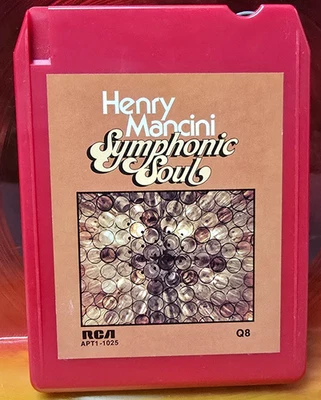 Henry
Mancini
Symphonic
Soul
RCA
APT1-1025
Q8